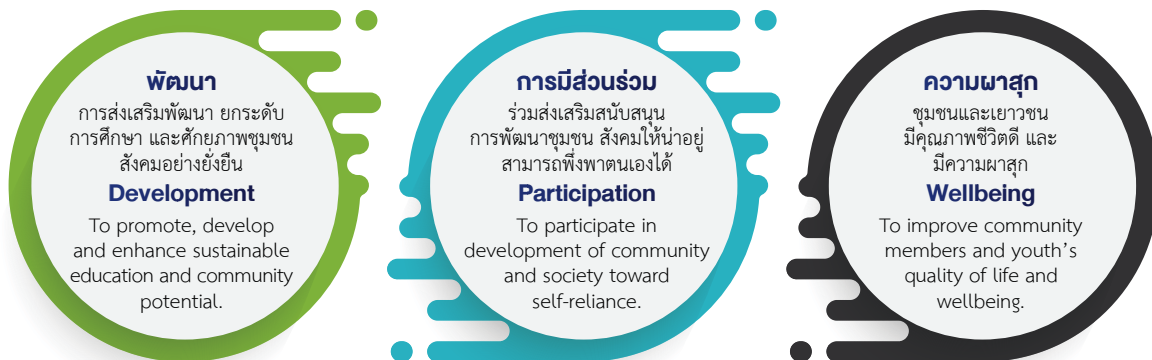 พัฒนา
การส่งเสริมพัฒนา ยกระดับ
การศึกษา และศักยภาพชุมชน
สังคมอย่างยั่งยืน
Development
To promote, develop
and enhance sustainable
education and community
potential.
การมีส่วนร่วม
ร่วมส่งเสริมสนับสนุน
การพัฒนาชุมชน สังคมให้น่าอยู่
สามารถพึ่งพาตนเองได้
Participation
To participate in
development of community
and society toward
self-reliance.
ความผาสุก
ชุมชนและเยาวชน
มีคุณภาพชีวิตดี และ
มีความผาสุก
Wellbeing
To improve community
members and youth's
quality of life and
wellbeing.